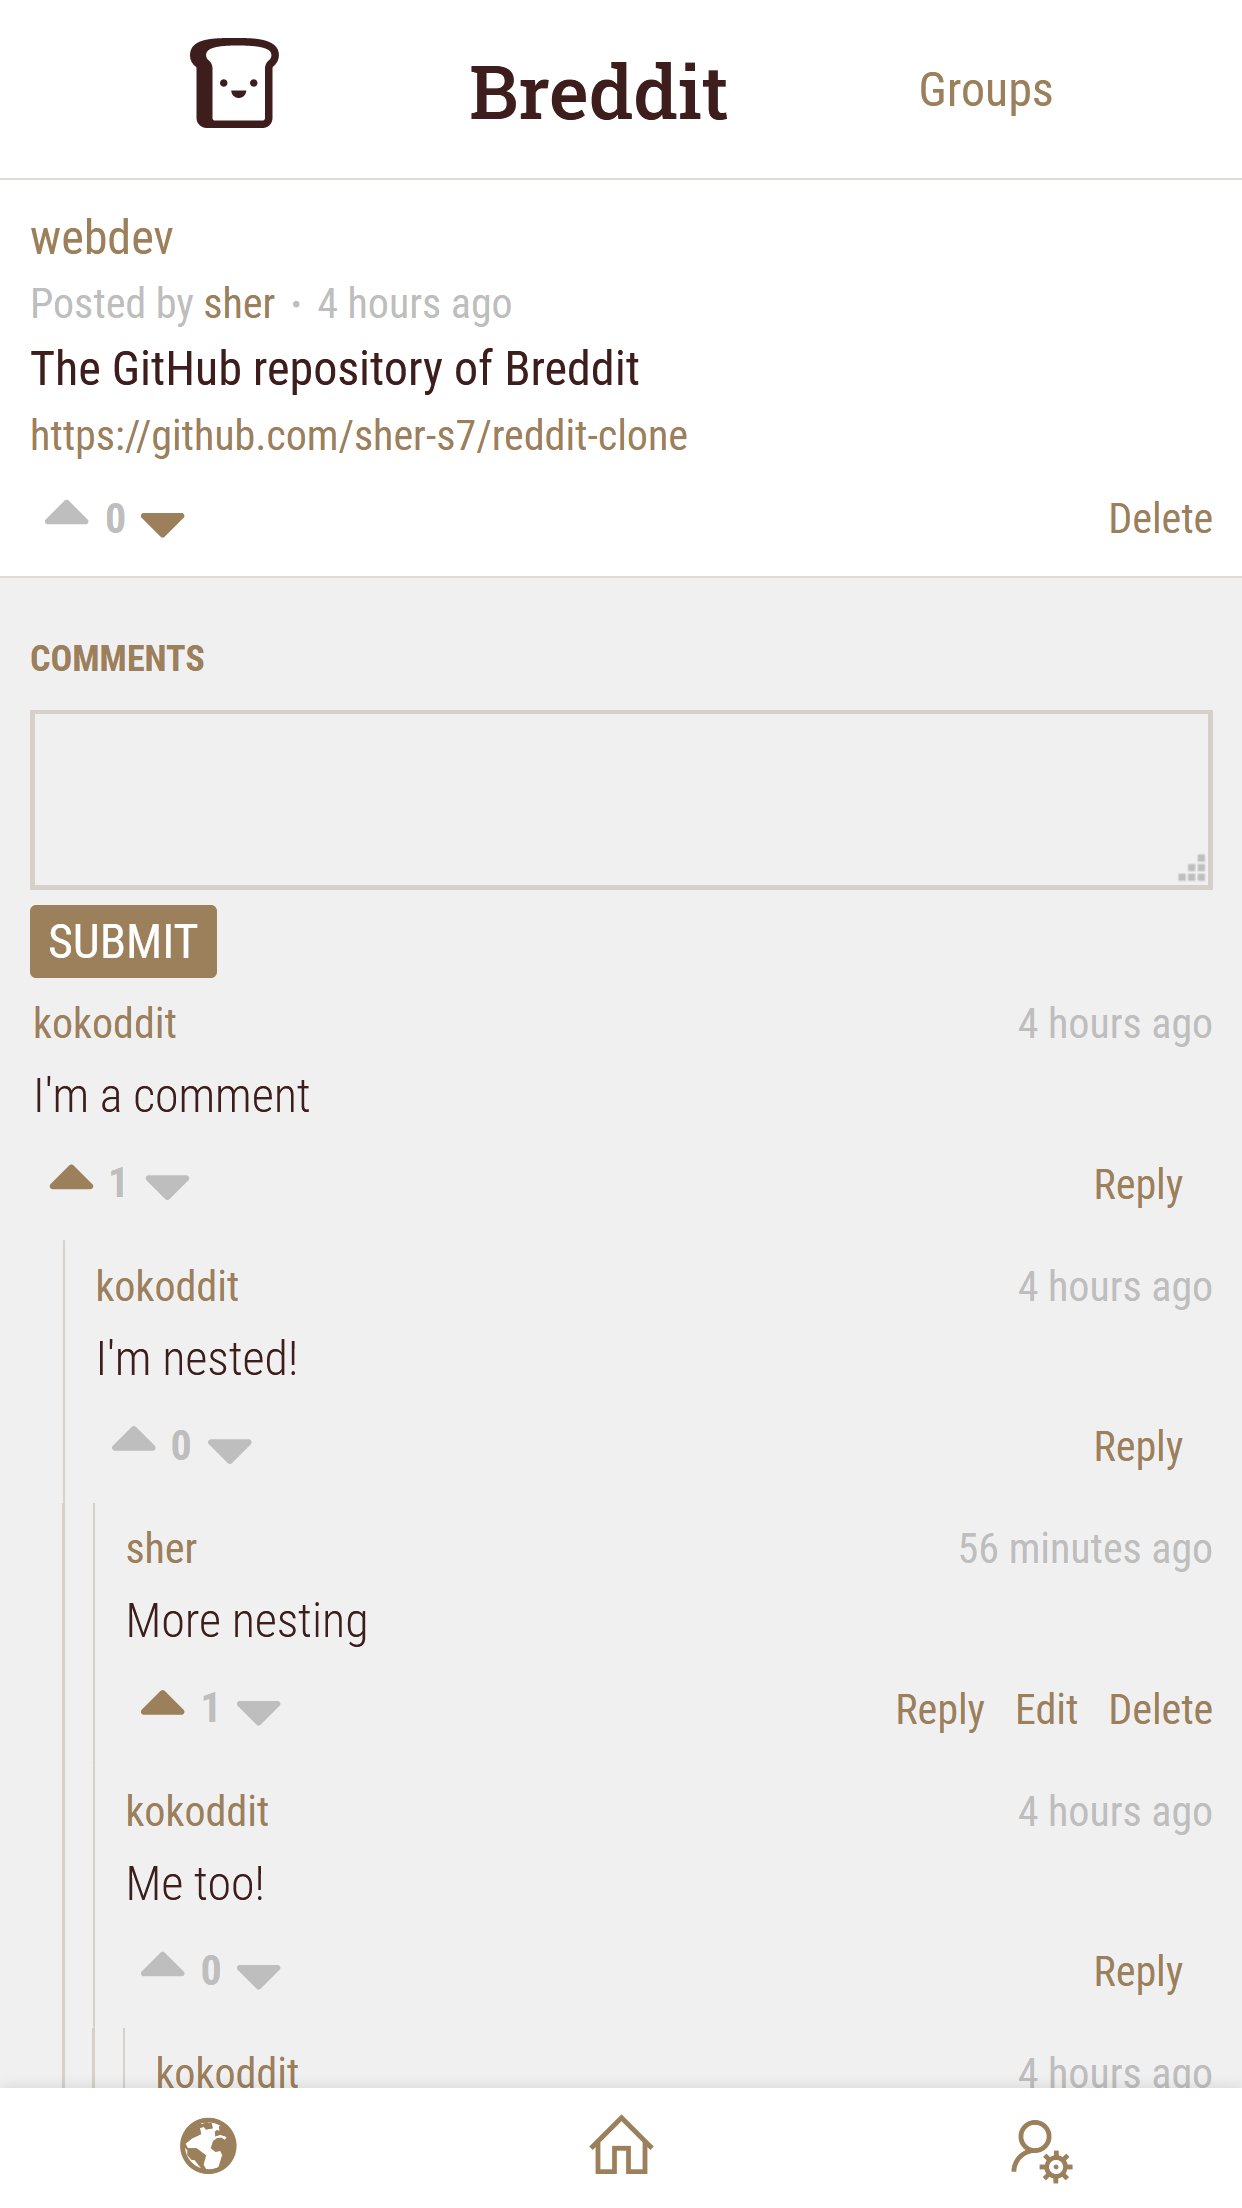 Breddit
Groups
webdev
Posted by sher • 4 hours ago
The GitHub repository of Breddit
https://github.com/sher-s7/reddit-clone
0
Delete
COMMENTS
SUBMIT
kokoddit 4 hours ago
I'm a comment
1 Reply
kokoddit 4 hours ago
I'm nested!
0 Reply
sher 56 minutes ago
More nesting
1 Reply Edit Delete
kokoddit 4 hours ago
Me too!
0 Reply
kokoddit 4 hours ago